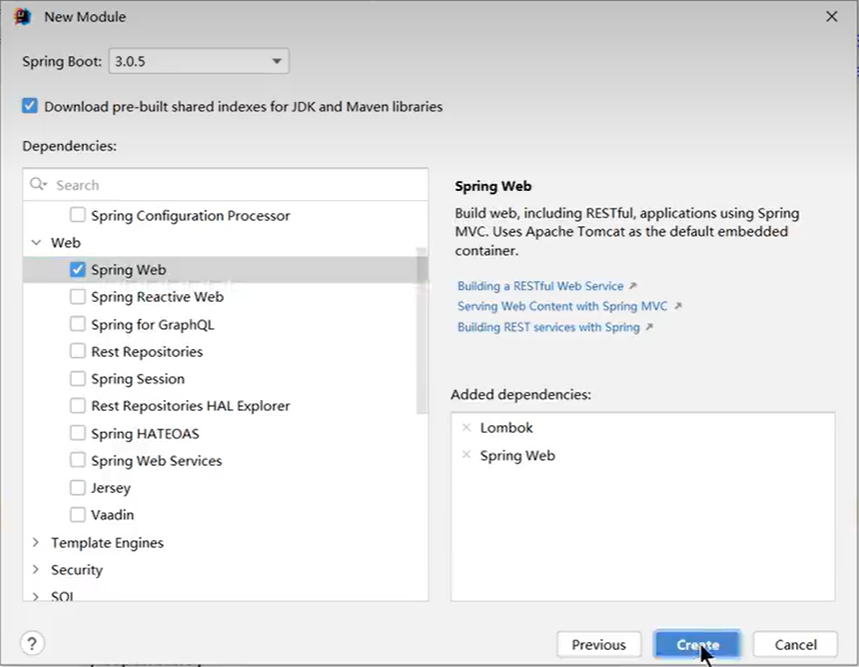 New Module
Spring Boot: 3.0.5
Download pre-built shared indexes for JDK and Maven libraries
Dependencies:
Search
Spring Configuration Processor
Web
Spring Web
Spring Reactive Web
Spring for GraphQL
Rest Repositories
Spring Session
Rest Repositories HAL Explorer
Spring HATEOAS
Spring Web Services
Jersey
Vaadin
Template Engines
Security
SQL
Spring Web
Build web, including RESTful, applications using Spring
MVC. Uses Apache Tomcat as the default embedded
container.
Building a RESTful Web Service
Serving Web Content with Spring MVC
Building REST services with Spring
Added dependencies:
Lombok
Spring Web
?
Previous
Create
Cancel